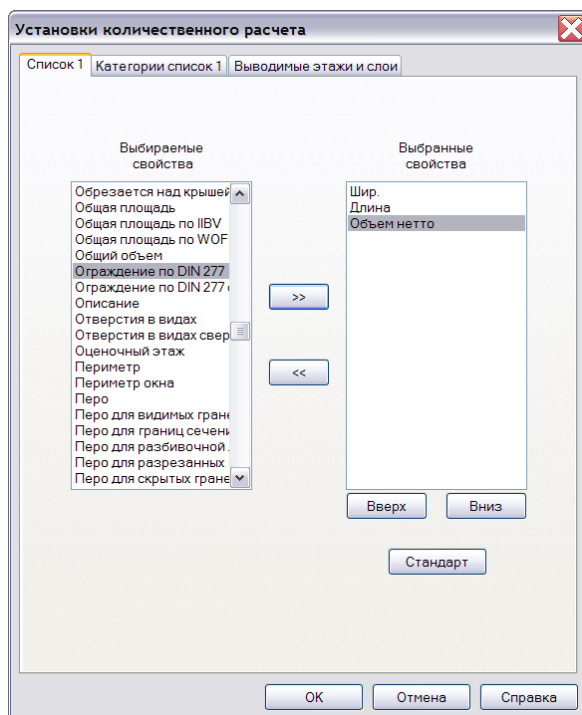 Установки количественного расчета
Список 1 Категории список 1 Выводимые этажи и слои
Выбираемые свойства
Выбранные свойства
Обрезается над крышей
Общая площадь
Общая площадь по IIBV
Общая площадь по WOF
Общий объем
Ограждение по DIN 277
Ограждение по DIN 277
Описание
Отверстия в видах
Отверстия в видах свер
Оценочный этаж
Периметр
Периметр окна
Перо
Перо для видимых гране
Перо для границ сечени
Перо для разбивочной
Перо для разрезанных
Перо для скрытых гране
>>
<<
Шир.
Длина
Объем нетто
Вверх Вниз
Стандарт
OK Отмена Справка